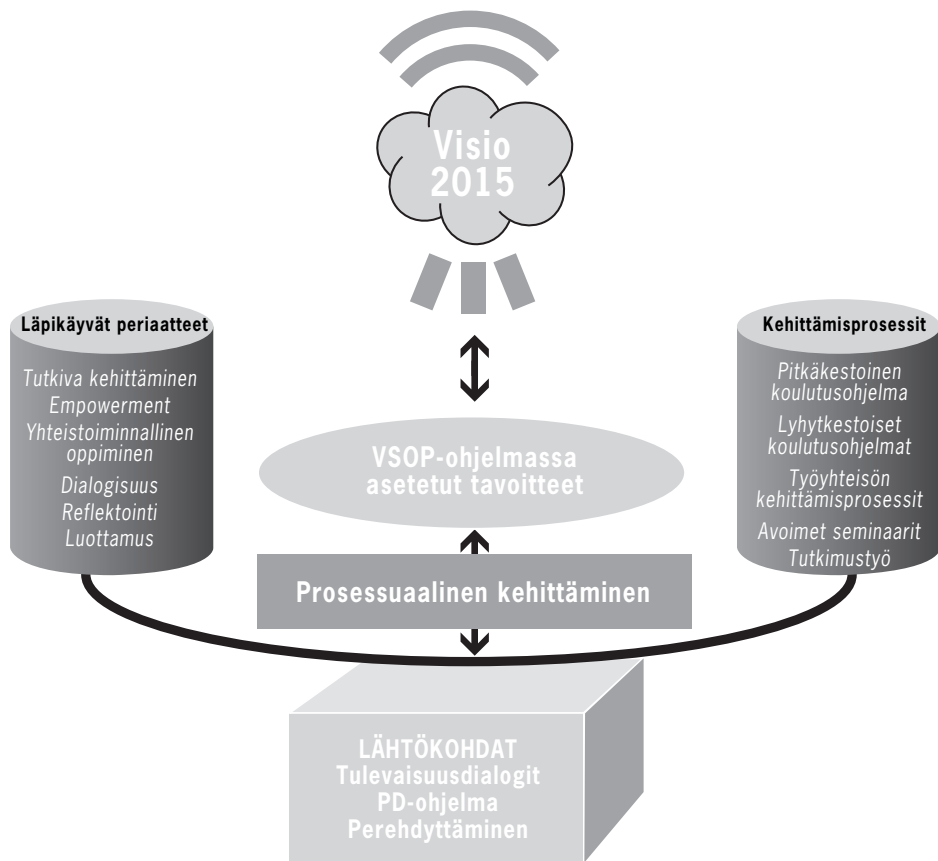 Visio
2015
Läpikäyvät periaatteet
Tutkiva kehittäminen
Empowerment
Yhteistoiminnallinen
oppiminen
Dialogisuus
Reflektointi
Luottamus
Kehittämisprosessit
Pitkäkestoinen
koulutusohjelma
Lyhytkestoiset
koulutusohjelmat
Työyhteisön
kehittämisprosessit
Avoimet seminaarit
Tutkimustyö
VSOP-ohjelmassa
asetetut tavoitteet
Prosessuaalinen kehittäminen
LÄHTÖKOHDAT
Tulevaisuusdialogit
PD-ohjelma
Perehdyttäminen